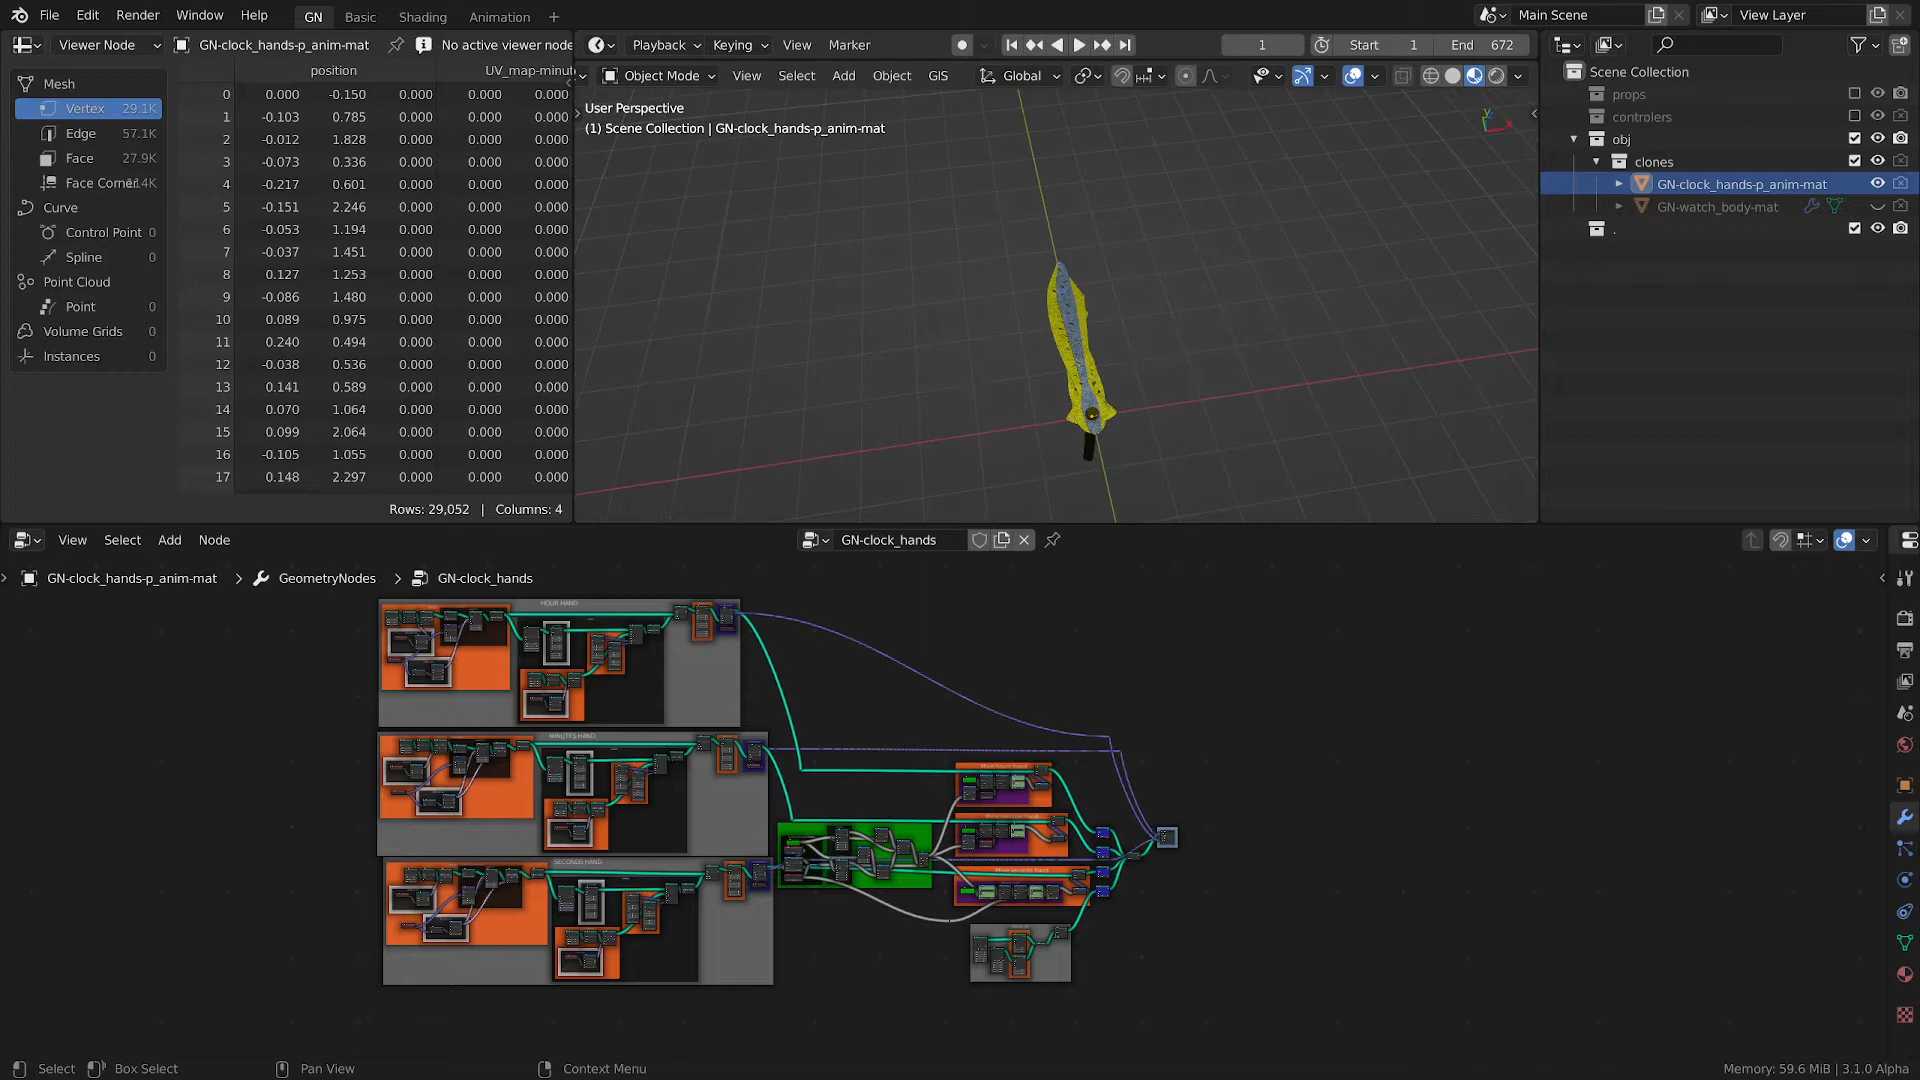 File Edit Render Window Help GN Basic Shading Animation + Main Scene View Layer
Viewer Node GN-clock_hands-p_anim-mat No active viewer node Playback Keying View Marker 1 Start 1 End 672
position UV_map-minut
Mesh
Vertex 29.1K
Edge 57.1K
Face 27.9K
Face Corner 114K
Curve
Control Point 0
Spline 0
Point Cloud
Point 0
Volume Grids 0
Instances 0
0 0.000 -0.150 0.000 0.000 0.000
1 -0.103 0.785 0.000 0.000 0.000
2 -0.012 1.828 0.000 0.000 0.000
3 -0.073 0.336 0.000 0.000 0.000
4 -0.217 0.601 0.000 0.000 0.000
5 -0.151 2.246 0.000 0.000 0.000
6 -0.053 1.194 0.000 0.000 0.000
7 -0.037 1.451 0.000 0.000 0.000
8 0.127 1.253 0.000 0.000 0.000
9 -0.086 1.480 0.000 0.000 0.000
10 0.089 0.975 0.000 0.000 0.000
11 0.240 0.494 0.000 0.000 0.000
12 -0.038 0.536 0.000 0.000 0.000
13 0.141 0.589 0.000 0.000 0.000
14 0.070 1.064 0.000 0.000 0.000
15 0.099 2.064 0.000 0.000 0.000
16 -0.105 1.055 0.000 0.000 0.000
17 0.148 2.297 0.000 0.000 0.000
Rows: 29,052 | Columns: 4
Object Mode View Select Add Object GIS Global
User Perspective
(1) Scene Collection | GN-clock_hands-p_anim-mat
Scene Collection
props
controlers
obj
clones
GN-clock_hands-p_anim-mat
GN-watch_body-mat
.
View Select Add Node GN-clock_hands
GN-clock_hands-p_anim-mat > GeometryNodes > GN-clock_hands
HOUR HAND
MINUTES HAND
SECONDS HAND
Select Box Select Pan View Context Menu Memory: 59.6 MiB | 3.1.0 Alpha